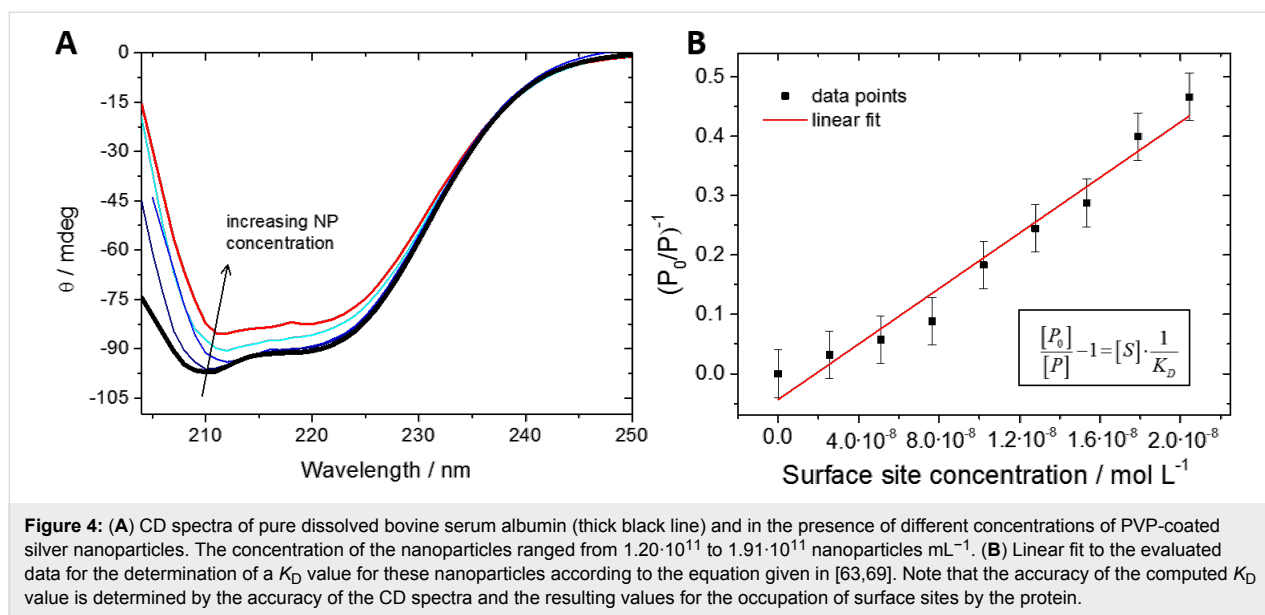 A
0
-15
-30
-45
-60
-75
-90
-105
θ / mdeg
increasing NP
concentration
210 220 230 240 250
Wavelength / nm
B
0.5
0.4
0.3
0.2
0.1
0.0
(P₀/P)⁻¹
data points
linear fit
[P₀]/[P] − 1 = [S] · 1/K_D
0.0 4.0·10⁻⁸ 8.0·10⁻⁸ 1.2·10⁻⁸ 1.6·10⁻⁸ 2.0·10⁻⁸
Surface site concentration / mol L⁻¹
Figure 4: (A) CD spectra of pure dissolved bovine serum albumin (thick black line) and in the presence of different concentrations of PVP-coated
silver nanoparticles. The concentration of the nanoparticles ranged from 1.20·10¹¹ to 1.91·10¹¹ nanoparticles mL⁻¹. (B) Linear fit to the evaluated
data for the determination of a K_D value for these nanoparticles according to the equation given in [63,69]. Note that the accuracy of the computed K_D
value is determined by the accuracy of the CD spectra and the resulting values for the occupation of surface sites by the protein.